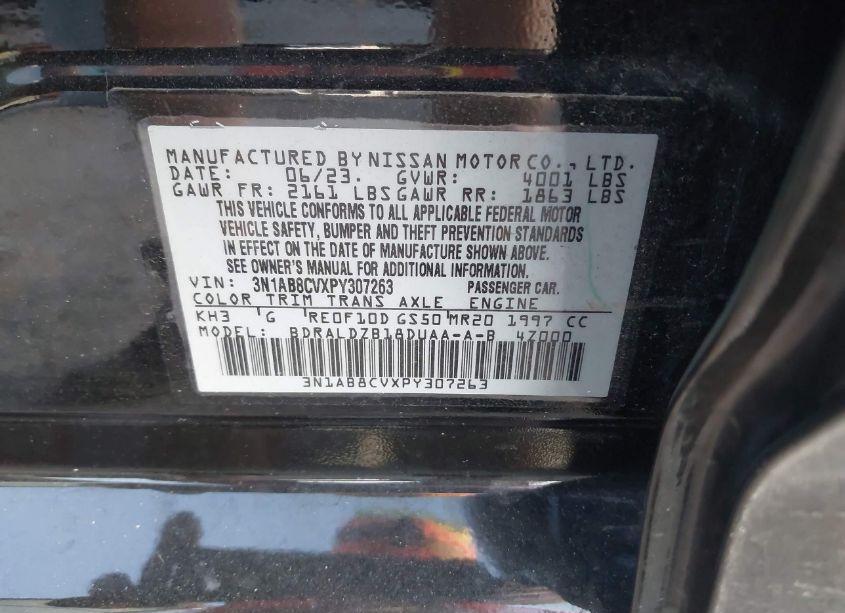 MANUFACTURED BY NISSAN MOTOR CO., LTD.
DATE: 06/23. GVWR: 4001 LBS
GAWR FR: 2161 LBS GAWR RR: 1863 LBS
THIS VEHICLE CONFORMS TO ALL APPLICABLE FEDERAL MOTOR
VEHICLE SAFETY, BUMPER AND THEFT PREVENTION STANDARDS
IN EFFECT ON THE DATE OF MANUFACTURE SHOWN ABOVE.
SEE OWNER'S MANUAL FOR ADDITIONAL INFORMATION.
VIN: 3N1AB8CVXPY307263 PASSENGER CAR.
COLOR TRIM TRANS AXLE ENGINE
KH3 G RE0F10D GS50 MR20 1997 CC
MODEL: BDRALDZB18DUAA-A-B 4Z000
3N1AB8CVXPY307263